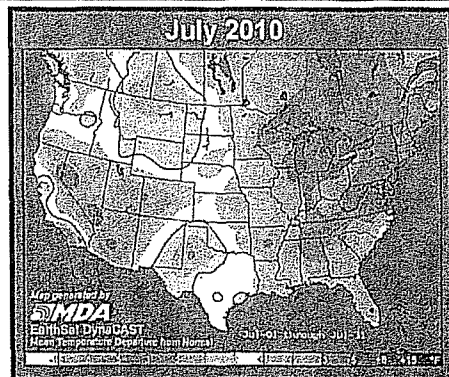 July 2010
Map generated by
MDA
EarthSat DynaCAST
Mean Temperature Departure from Normal